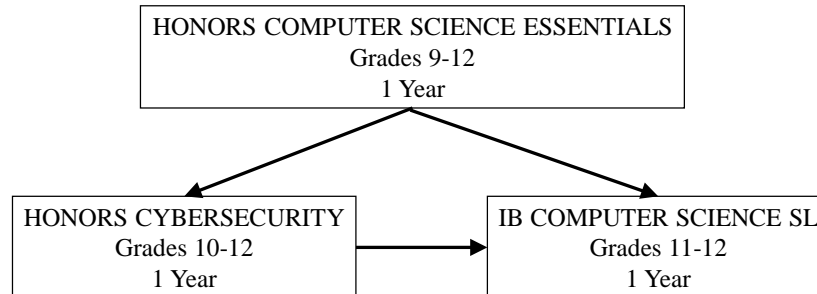 HONORS COMPUTER SCIENCE ESSENTIALS
Grades 9-12
1 Year
HONORS CYBERSECURITY
Grades 10-12
1 Year
IB COMPUTER SCIENCE SL
Grades 11-12
1 Year